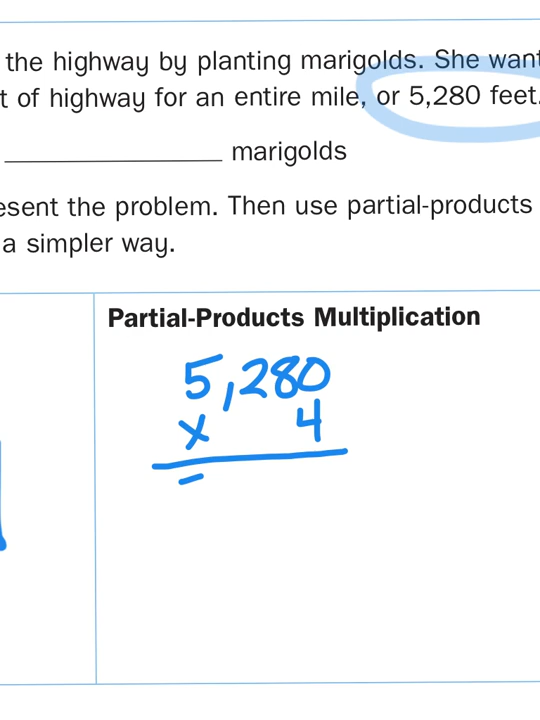 the highway by planting marigolds. She want
t of highway for an entire mile, or 5,280 feet.
marigolds
esent the problem. Then use partial-products
a simpler way.
Partial-Products Multiplication
5,280
x 4